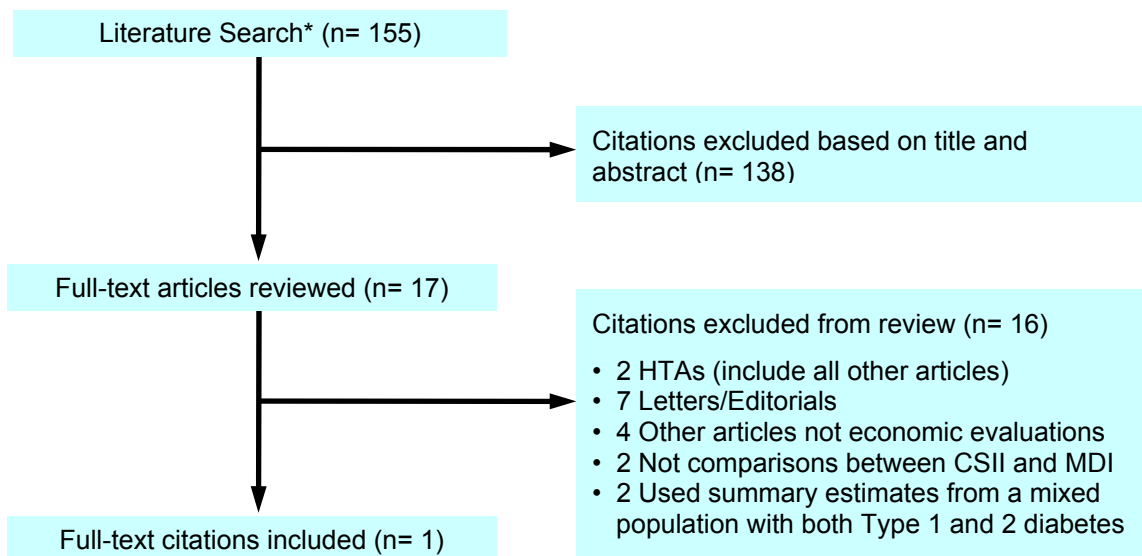 Literature Search* (n= 155)
Citations excluded based on title and
abstract (n= 138)
Full-text articles reviewed (n= 17)
Citations excluded from review (n= 16)
• 2 HTAs (include all other articles)
• 7 Letters/Editorials
• 4 Other articles not economic evaluations
• 2 Not comparisons between CSII and MDI
• 2 Used summary estimates from a mixed
population with both Type 1 and 2 diabetes
Full-text citations included (n= 1)